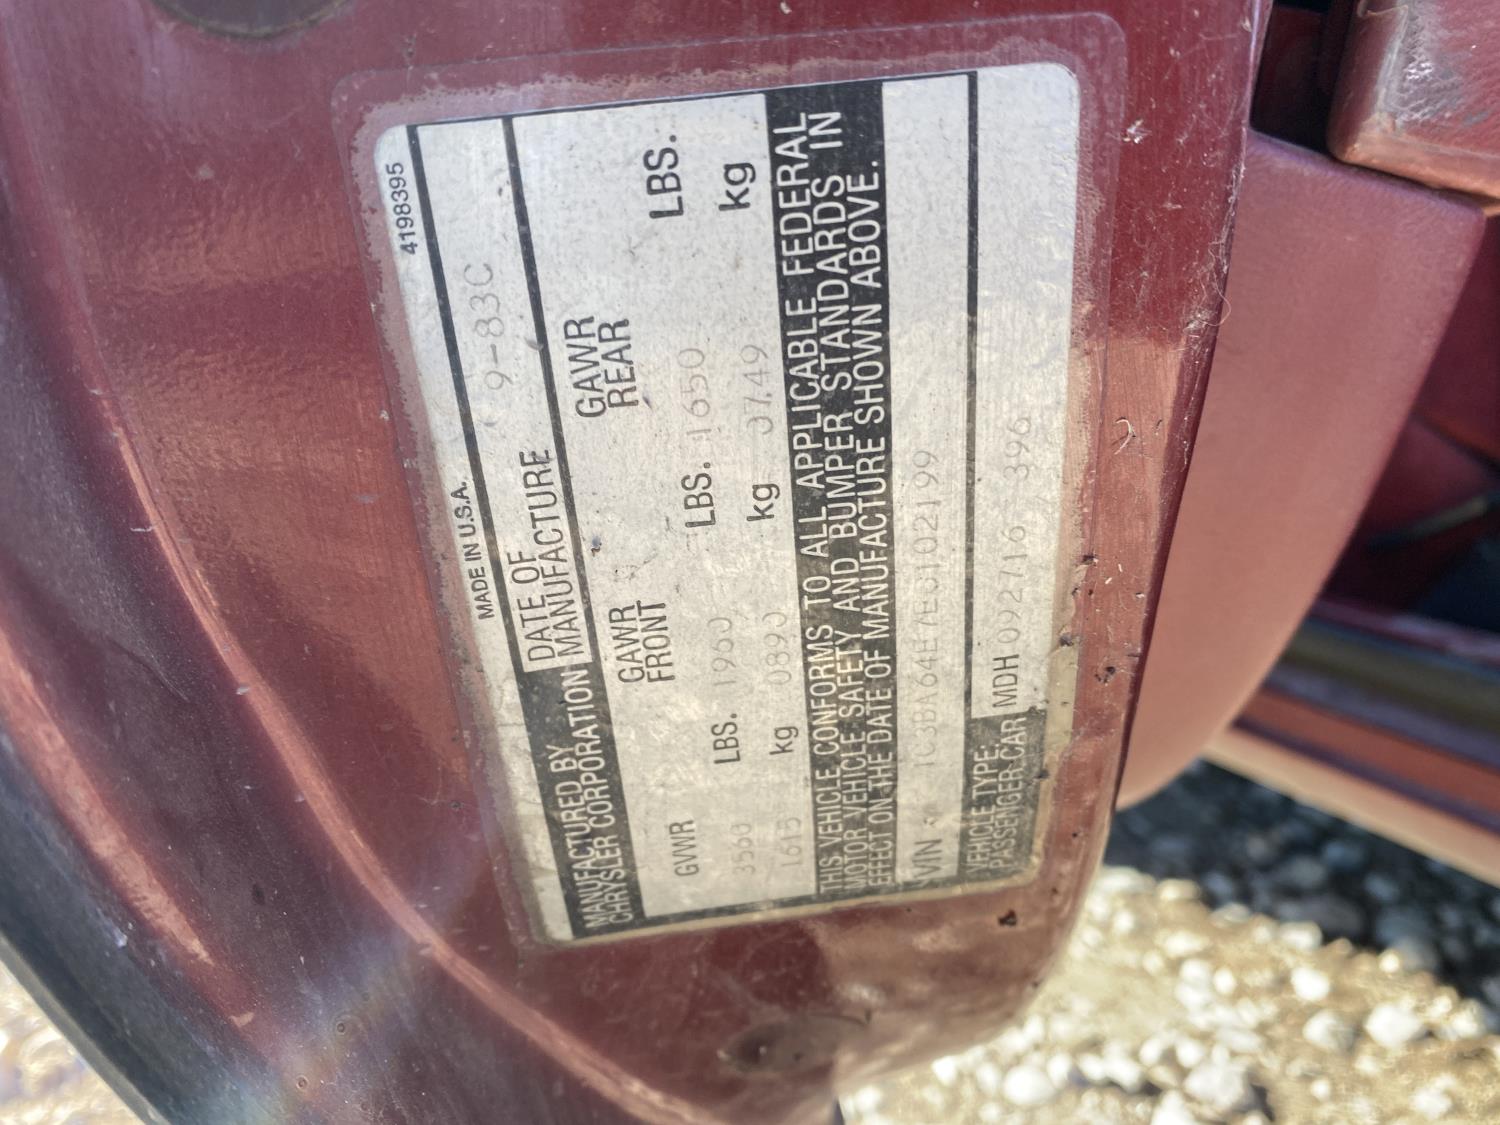 4198395
MADE IN U.S.A.
MANUFACTURED BY
CHRYSLER CORPORATION
DATE OF
MANUFACTURE
9-83C
GVWR
GAWR
FRONT
GAWR
REAR
3560 LBS. 1960 LBS. 1650 LBS.
1615 kg 0890 kg 0749 kg
THIS VEHICLE CONFORMS TO ALL APPLICABLE FEDERAL
MOTOR VEHICLE SAFETY AND BUMPER STANDARDS IN
EFFECT ON THE DATE OF MANUFACTURE SHOWN ABOVE.
VIN 1C3BA64E7EG102199
VEHICLE TYPE:
PASSENGER CAR MDH 092716 396